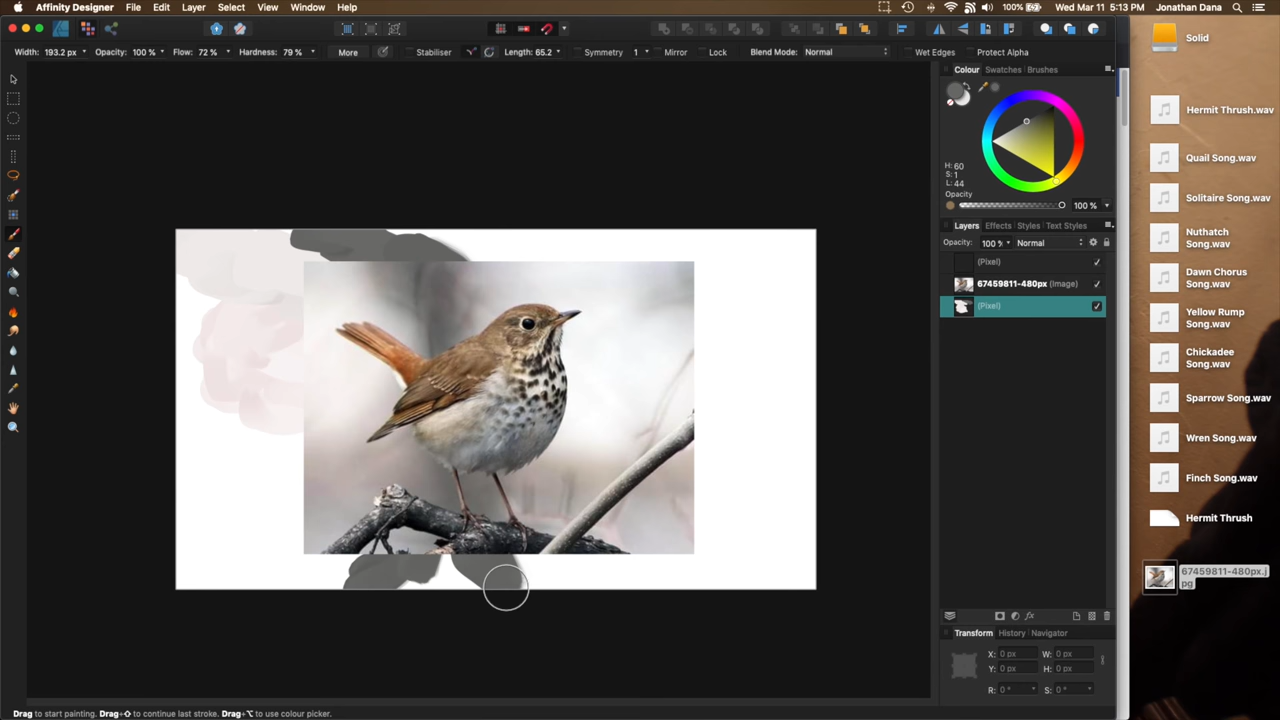 Affinity Designer File Edit Layer Select View Window Help 100% Wed Mar 11 5:13 PM Jonathan Dana
Width: 193.2 px Opacity: 100 % Flow: 72 % Hardness: 79 % More Stabiliser Length: 65.2 Symmetry 1 Mirror Lock Blend Mode: Normal Wet Edges Protect Alpha
Colour Swatches Brushes
H: 60
S: 1
L: 44
Opacity
100 %
Layers Effects Styles Text Styles
Opacity: 100 % Normal
(Pixel)
67459811-480px (Image)
(Pixel)
Transform History Navigator
X: 0 px W: 0 px
Y: 0 px H: 0 px
R: 0 ° S: 0 °
Drag to start painting. Drag+⇧ to continue last stroke. Drag+⌥ to use colour picker.
Solid
Hermit Thrush.wav
Quail Song.wav
Solitaire Song.wav
Nuthatch
Song.wav
Dawn Chorus
Song.wav
Yellow Rump
Song.wav
Chickadee
Song.wav
Sparrow Song.wav
Wren Song.wav
Finch Song.wav
Hermit Thrush
67459811-480px.j
pg